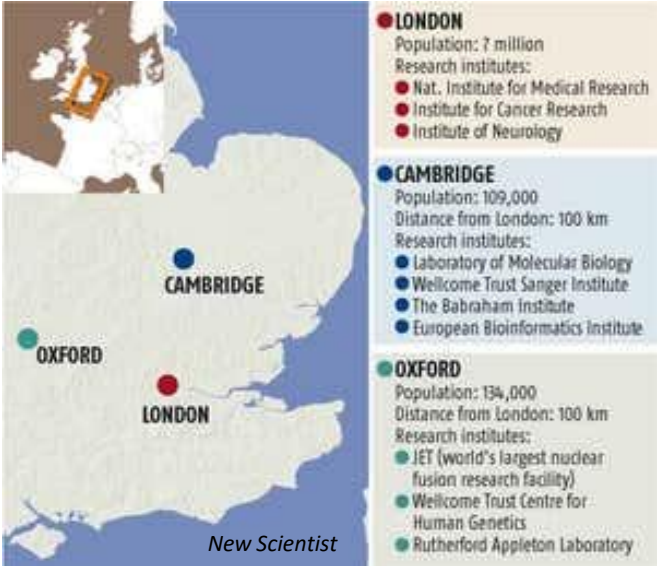 CAMBRIDGE
OXFORD
LONDON
New Scientist
LONDON
Population: 7 million
Research institutes:
Nat. Institute for Medical Research
Institute for Cancer Research
Institute of Neurology
CAMBRIDGE
Population: 109,000
Distance from London: 100 km
Research institutes:
Laboratory of Molecular Biology
Wellcome Trust Sanger Institute
The Babraham Institute
European Bioinformatics Institute
OXFORD
Population: 134,000
Distance from London: 100 km
Research institutes:
JET (world's largest nuclear
fusion research facility)
Wellcome Trust Centre for
Human Genetics
Rutherford Appleton Laboratory